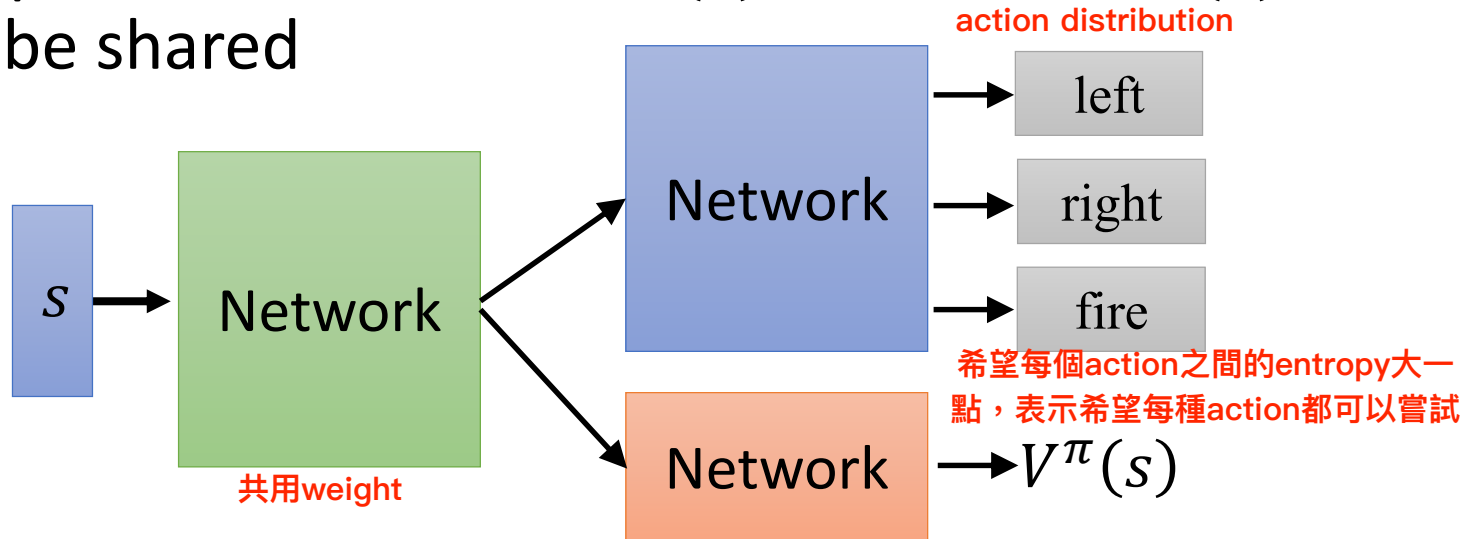 be shared
action distribution
left
right
fire
s
Network
Network
Network
希望每個action之間的entropy大一
點，表示希望每種action都可以嘗試
V^π(s)
共用weight